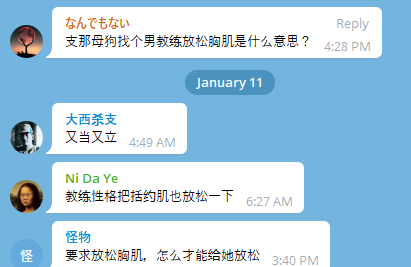 なんでもない
Reply
支那母狗找个男教练放松胸肌是什么意思？
4:28 PM
January 11
大西杀支
又当又立
4:49 AM
Ni Da Ye
教练性格把括约肌也放松一下
6:27 AM
怪
怪物
要求放松胸肌，怎么才能给她放松
3:40 PM